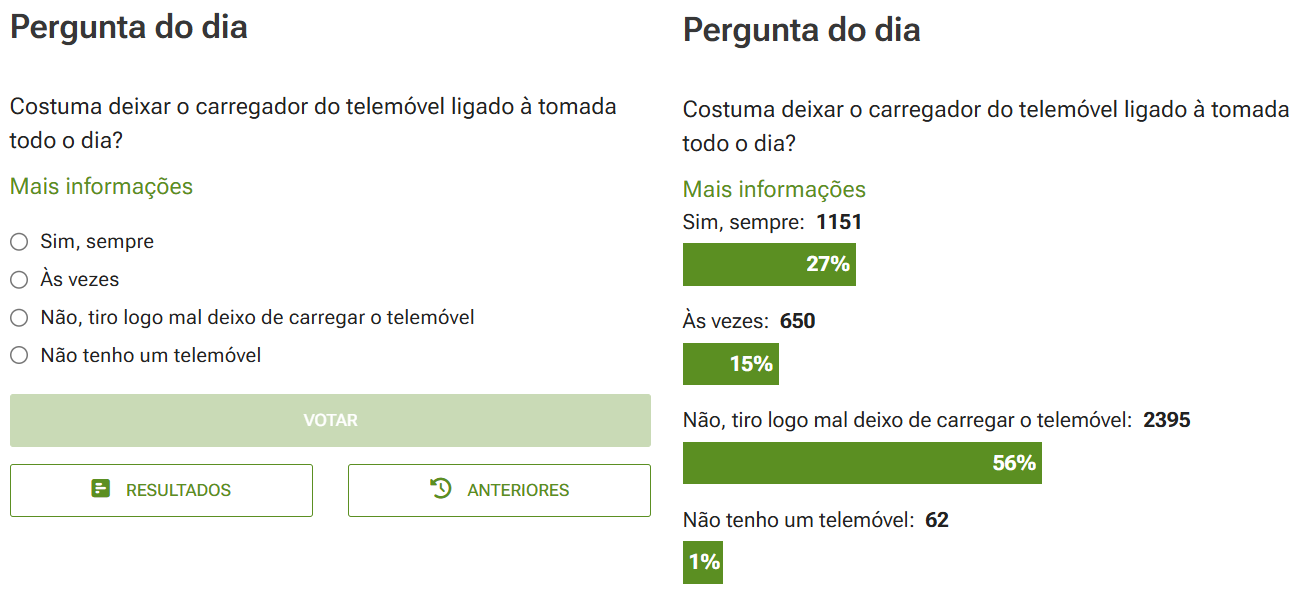 Pergunta do dia
Costuma deixar o carregador do telemóvel ligado à tomada
todo o dia?
Mais informações
Sim, sempre
Às vezes
Não, tiro logo mal deixo de carregar o telemóvel
Não tenho um telemóvel
VOTAR
RESULTADOS
ANTERIORES
Pergunta do dia
Costuma deixar o carregador do telemóvel ligado à tomada
todo o dia?
Mais informações
Sim, sempre: 1151
27%
Às vezes: 650
15%
Não, tiro logo mal deixo de carregar o telemóvel: 2395
56%
Não tenho um telemóvel: 62
1%